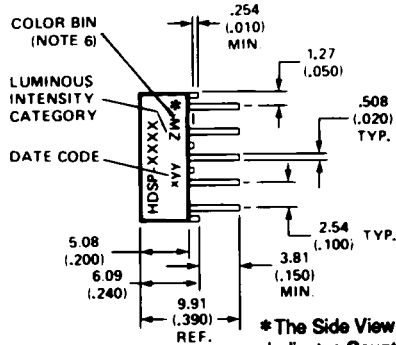 COLOR BIN
(NOTE 6)
LUMINOUS
INTENSITY
CATEGORY
DATE CODE
.254
(.010)
MIN.
1.27
(.050)
.508
(.020)
TYP.
2.54
(.100)
TYP.
3.81
(.150)
MIN.
5.08
(.200)
6.09
(.240)
9.91
(.390)
REF.
HDSP-XXXX
*MZ
XYY
*The Side View